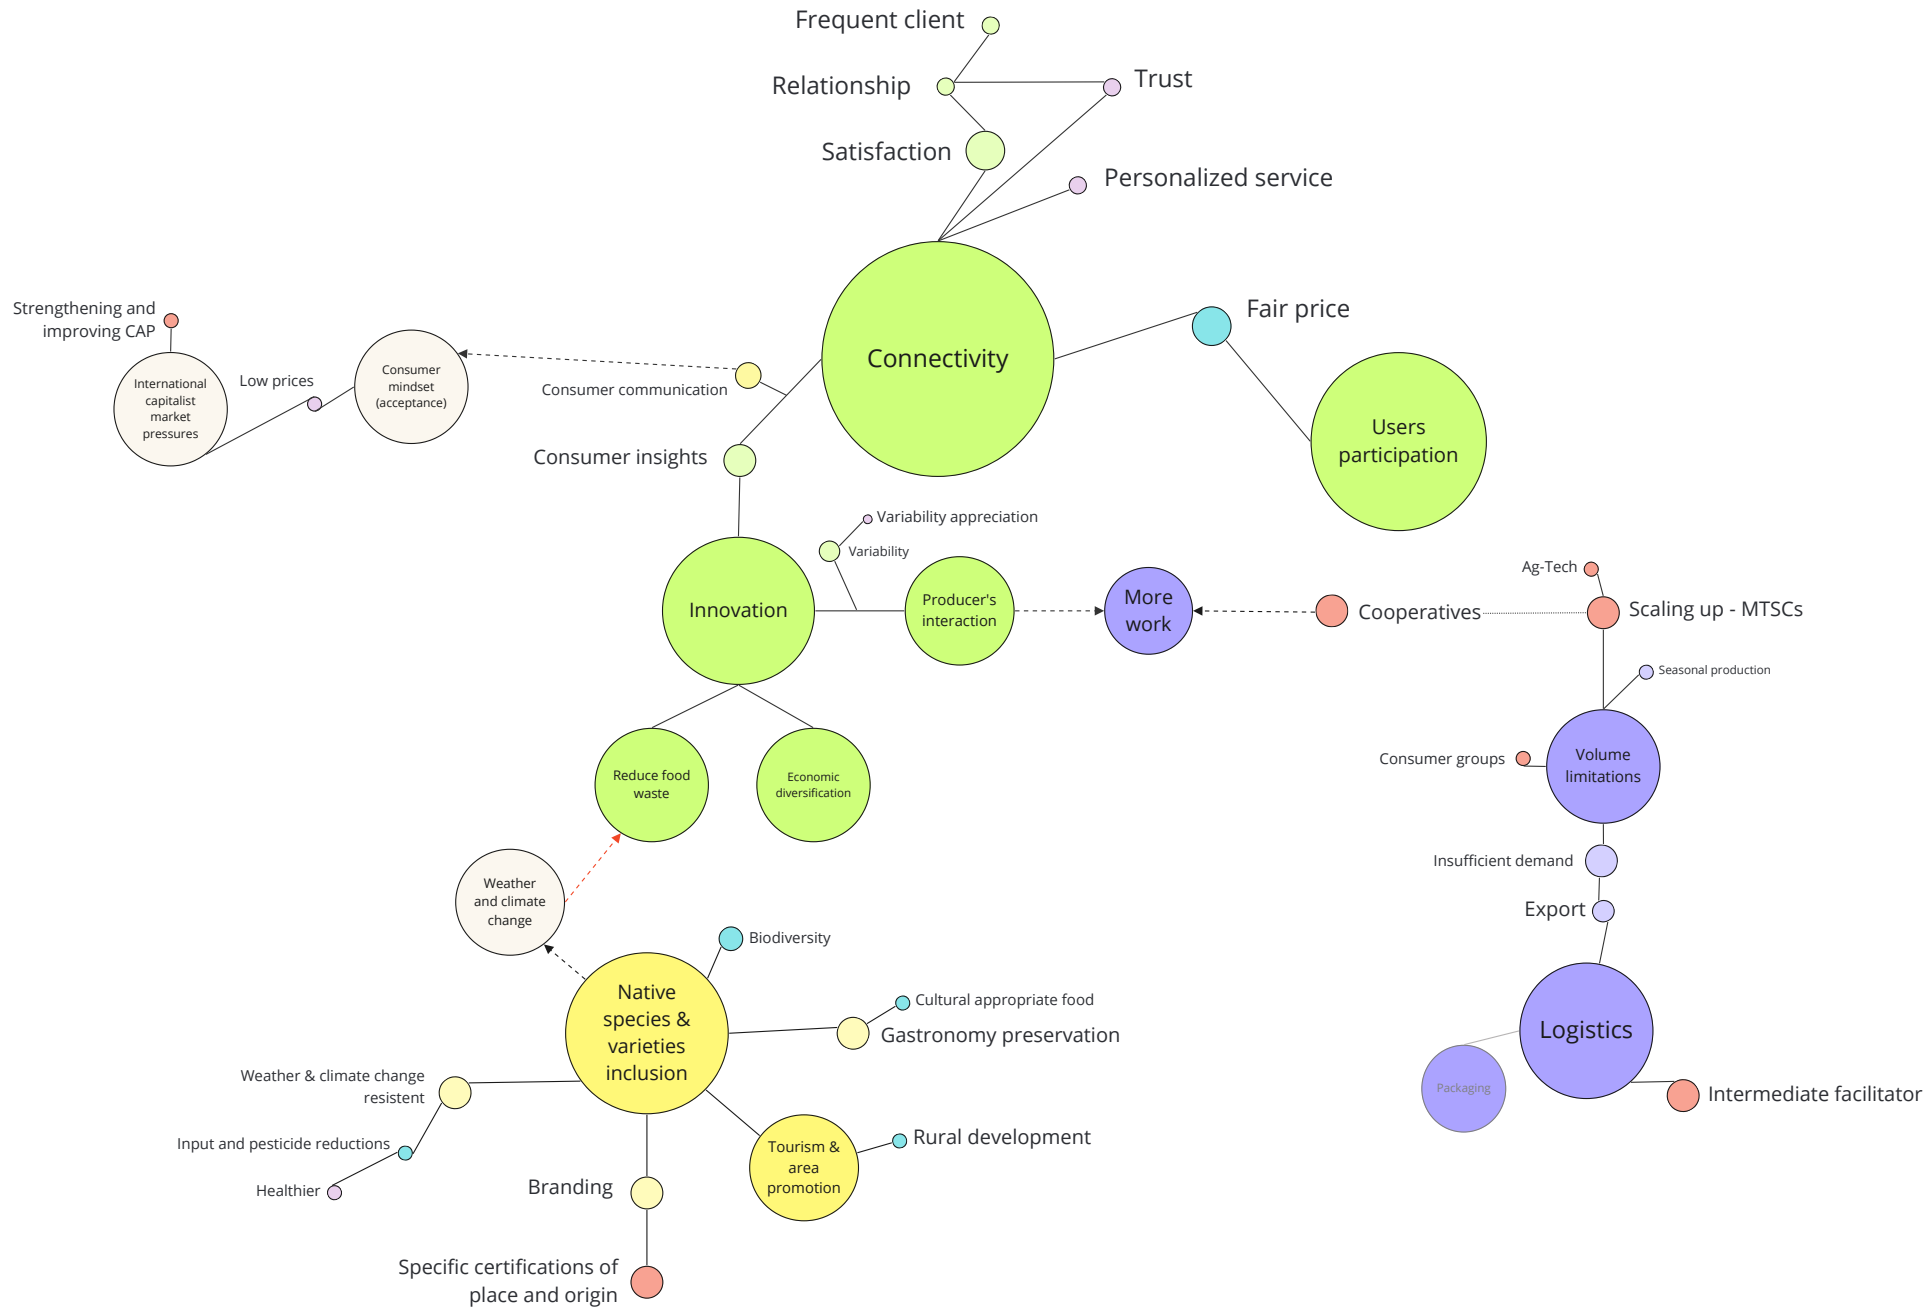 Frequent client
Relationship
Trust
Satisfaction
Personalized service
Strengthening and
improving CAP
Fair price
Connectivity
International
capitalist
market
pressures
Low prices
Consumer
mindset
(acceptance)
Consumer communication
Users
participation
Consumer insights
Variability appreciation
Variability
Innovation
Producer's
interaction
More
work
Cooperatives
Ag-Tech
Scaling up - MTSCs
Seasonal production
Reduce food
waste
Economic
diversification
Consumer groups
Volume
limitations
Weather
and climate
change
Insufficient demand
Export
Biodiversity
Native
species &
varieties
inclusion
Cultural appropriate food
Gastronomy preservation
Logistics
Packaging
Intermediate facilitator
Weather & climate change
resistent
Input and pesticide reductions
Healthier
Tourism &
area
promotion
Rural development
Branding
Specific certifications of
place and origin